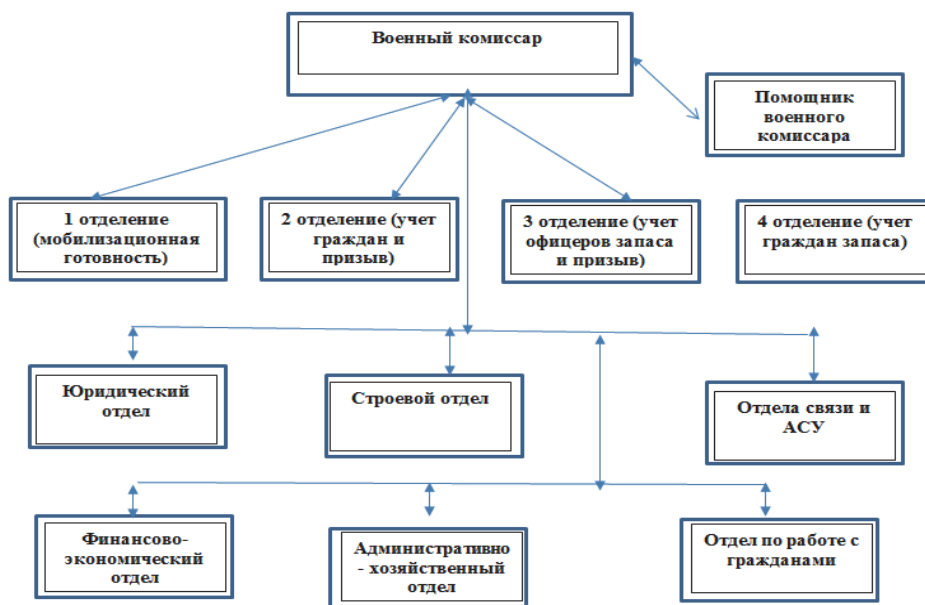 Военный комиссар
Помощник
военного
комиссара
1 отделение
(мобилизационная
готовность)
2 отделение (учет
граждан и
призыв)
3 отделение (учет
офицеров запаса
и призыв)
4 отделение (учет
граждан запаса)
Юридический
отдел
Строевой отдел
Отдела связи и
АСУ
Финансово-
экономический
отдел
Административно
- хозяйственный
отдел
Отдел по работе с
гражданами